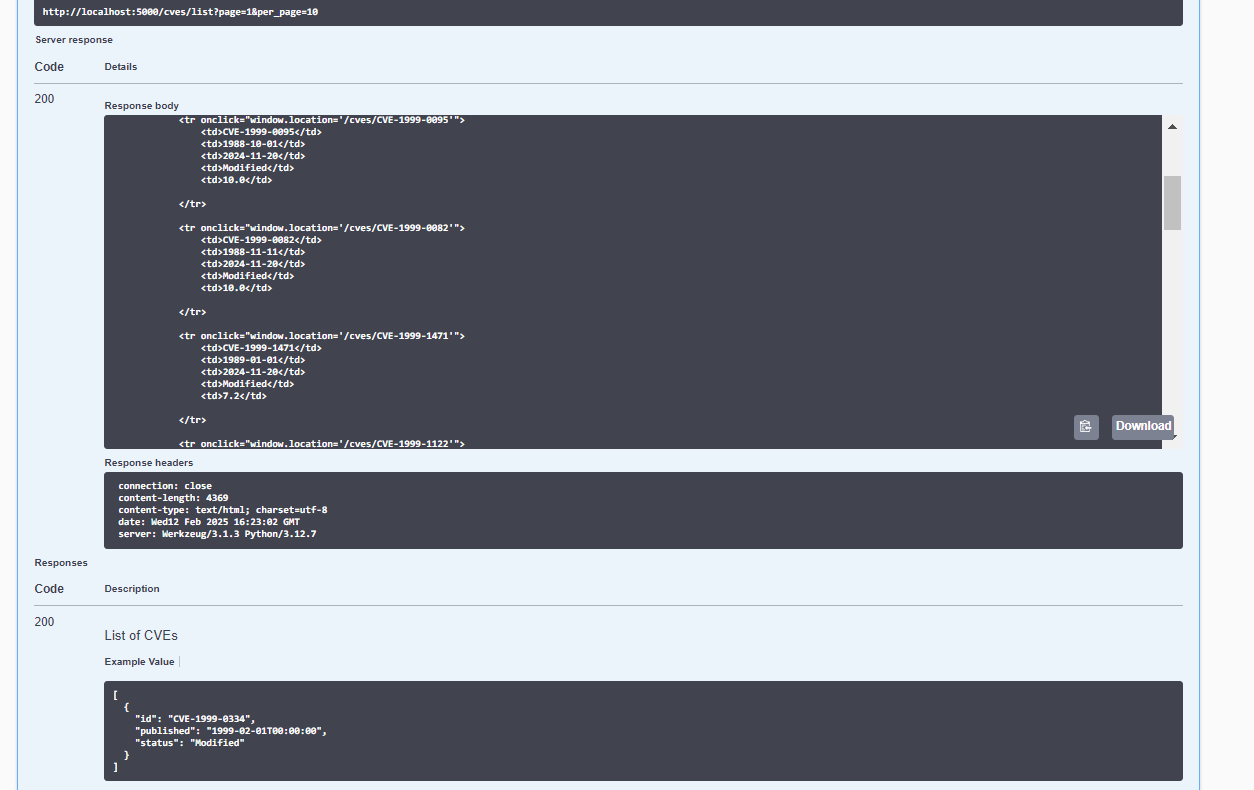 http://localhost:5000/cves/list?page=1&per_page=10
Server response
Code Details
200
Response body
<tr onclick="window.location='/cves/CVE-1999-0095'">
<td>CVE-1999-0095</td>
<td>1988-10-01</td>
<td>2024-11-20</td>
<td>Modified</td>
<td>10.0</td>
</tr>
<tr onclick="window.location='/cves/CVE-1999-0082'">
<td>CVE-1999-0082</td>
<td>1988-11-11</td>
<td>2024-11-20</td>
<td>Modified</td>
<td>10.0</td>
</tr>
<tr onclick="window.location='/cves/CVE-1999-1471'">
<td>CVE-1999-1471</td>
<td>1989-01-01</td>
<td>2024-11-20</td>
<td>Modified</td>
<td>7.2</td>
</tr>
<tr onclick="window.location='/cves/CVE-1999-1122'">
Download
Response headers
connection: close
content-length: 4369
content-type: text/html; charset=utf-8
date: Wed12 Feb 2025 16:23:02 GMT
server: Werkzeug/3.1.3 Python/3.12.7
Responses
Code Description
200
List of CVEs
Example Value
[
{
"id": "CVE-1999-0334",
"published": "1999-02-01T00:00:00",
"status": "Modified"
}
]